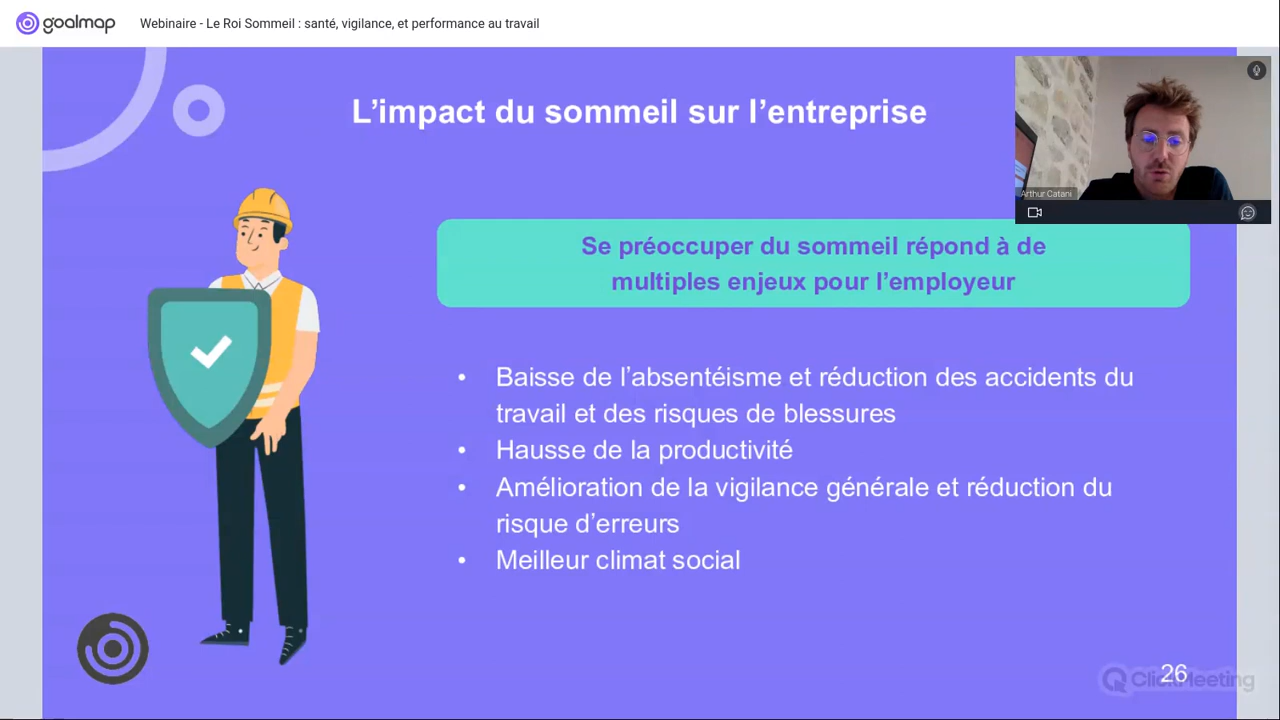 goalmap
Webinaire - Le Roi Sommeil : santé, vigilance, et performance au travail
L’impact du sommeil sur l’entreprise
Arthur Catani
Se préoccuper du sommeil répond à de
multiples enjeux pour l’employeur
• Baisse de l’absentéisme et réduction des accidents du
travail et des risques de blessures
• Hausse de la productivité
• Amélioration de la vigilance générale et réduction du
risque d’erreurs
• Meilleur climat social
26
ClickMeeting